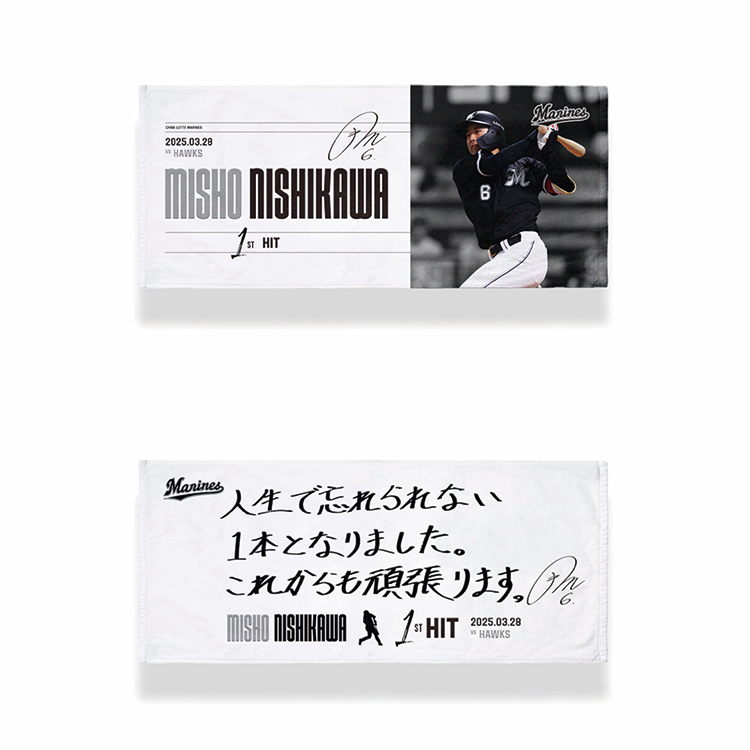 CHIBA LOTTE MARINES
2025.03.28
VS HAWKS
MISHO NISHIKAWA
1ST HIT
6.
Marines
M
6
M
Marines
人生で忘れられない
1本となりました。
これからも頑張ります。
6.
MISHO NISHIKAWA
1ST HIT
2025.03.28
VS HAWKS